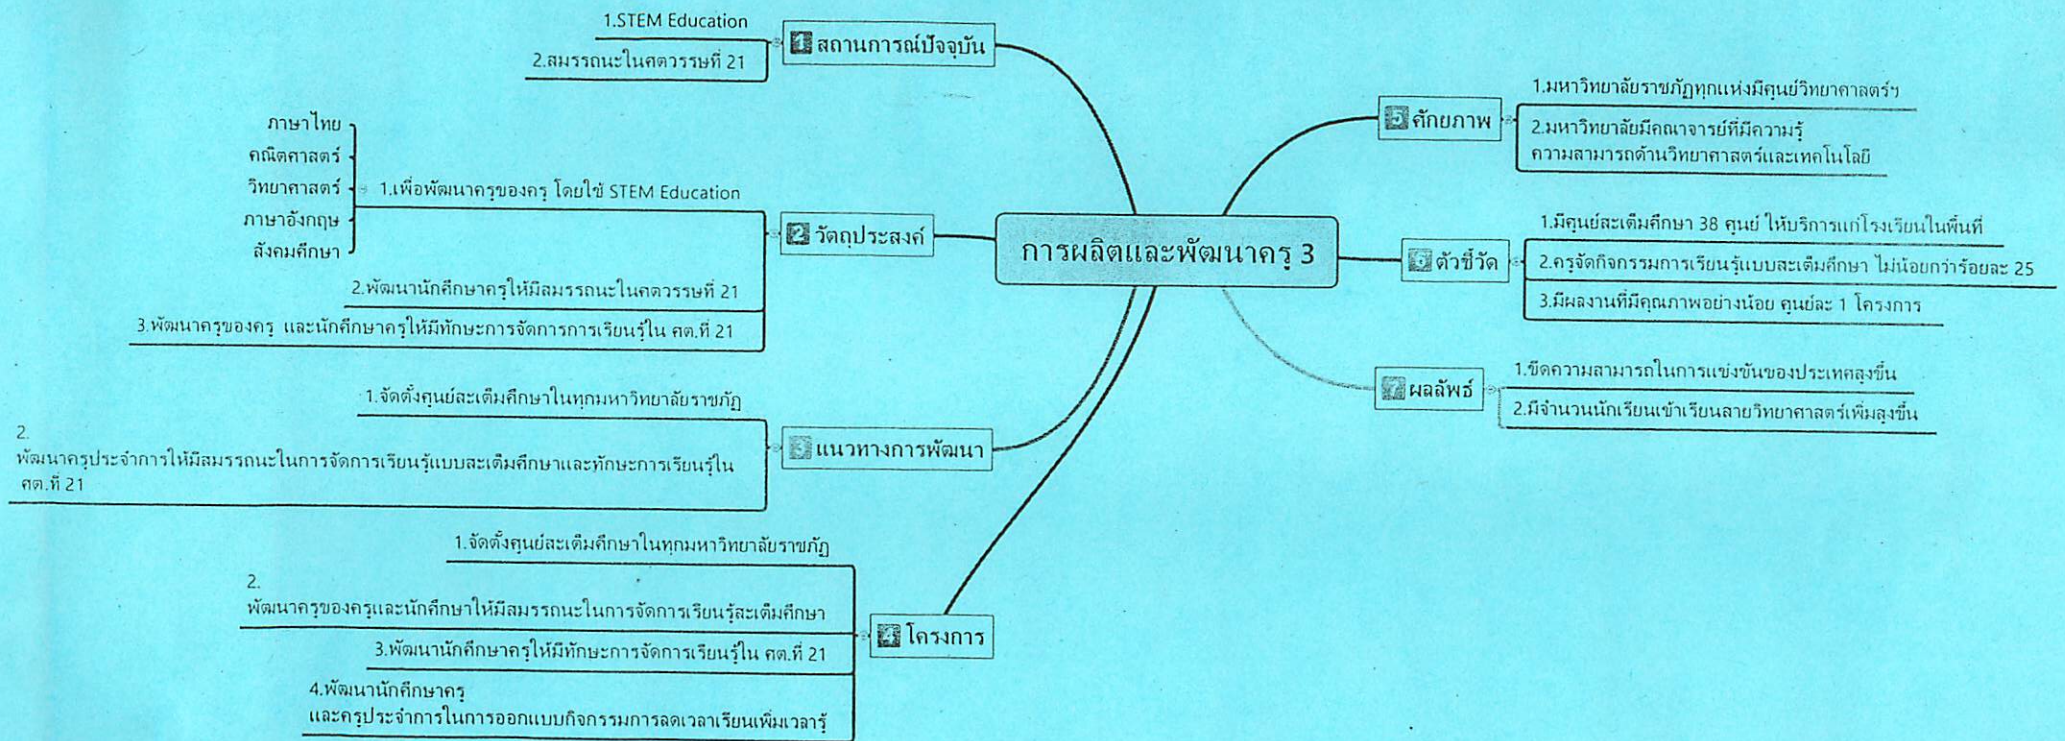 การผลิตและพัฒนาครู 3
1 สถานการณ์ปัจจุบัน
1.STEM Education
2.สมรรถนะในศตวรรษที่ 21
2 วัตถุประสงค์
1.เพื่อพัฒนาครูของครู โดยใช้ STEM Education
ภาษาไทย
คณิตศาสตร์
วิทยาศาสตร์
ภาษาอังกฤษ
สังคมศึกษา
2.พัฒนานักศึกษาครูให้มีสมรรถนะในศตวรรษที่ 21
3.พัฒนาครูของครู และนักศึกษาครูให้มีทักษะการจัดการการเรียนรู้ใน ศต.ที่ 21
3 แนวทางการพัฒนา
1.จัดตั้งศูนย์สะเต็มศึกษาในทุกมหาวิทยาลัยราชภัฏ
2.
พัฒนาครูประจำการให้มีสมรรถนะในการจัดการเรียนรู้แบบสะเต็มศึกษาและทักษะการเรียนรู้ใน
ศต.ที่ 21
4 โครงการ
1.จัดตั้งศูนย์สะเต็มศึกษาในทุกมหาวิทยาลัยราชภัฏ
2.
พัฒนาครูของครูและนักศึกษาให้มีสมรรถนะในการจัดการเรียนรู้สะเต็มศึกษา
3.พัฒนานักศึกษาครูให้มีทักษะการจัดการเรียนรู้ใน ศต.ที่ 21
4.พัฒนานักศึกษาครู
และครูประจำการในการออกแบบกิจกรรมการลดเวลาเรียนเพิ่มเวลารู้
5 ศักยภาพ
1.มหาวิทยาลัยราชภัฏทุกแห่งมีศูนย์วิทยาศาสตร์ฯ
2.มหาวิทยาลัยมีคณาจารย์ที่มีความรู้
ความสามารถด้านวิทยาศาสตร์และเทคโนโลยี
6 ตัวชี้วัด
1.มีศูนย์สะเต็มศึกษา 38 ศูนย์ ให้บริการแก่โรงเรียนในพื้นที่
2.ครูจัดกิจกรรมการเรียนรู้แบบสะเต็มศึกษา ไม่น้อยกว่าร้อยละ 25
3.มีผลงานที่มีคุณภาพอย่างน้อย ศูนย์ละ 1 โครงการ
7 ผลลัพธ์
1.ขีดความสามารถในการแข่งขันของประเทศสูงขึ้น
2.มีจำนวนนักเรียนเข้าเรียนสายวิทยาศาสตร์เพิ่มสูงขึ้น